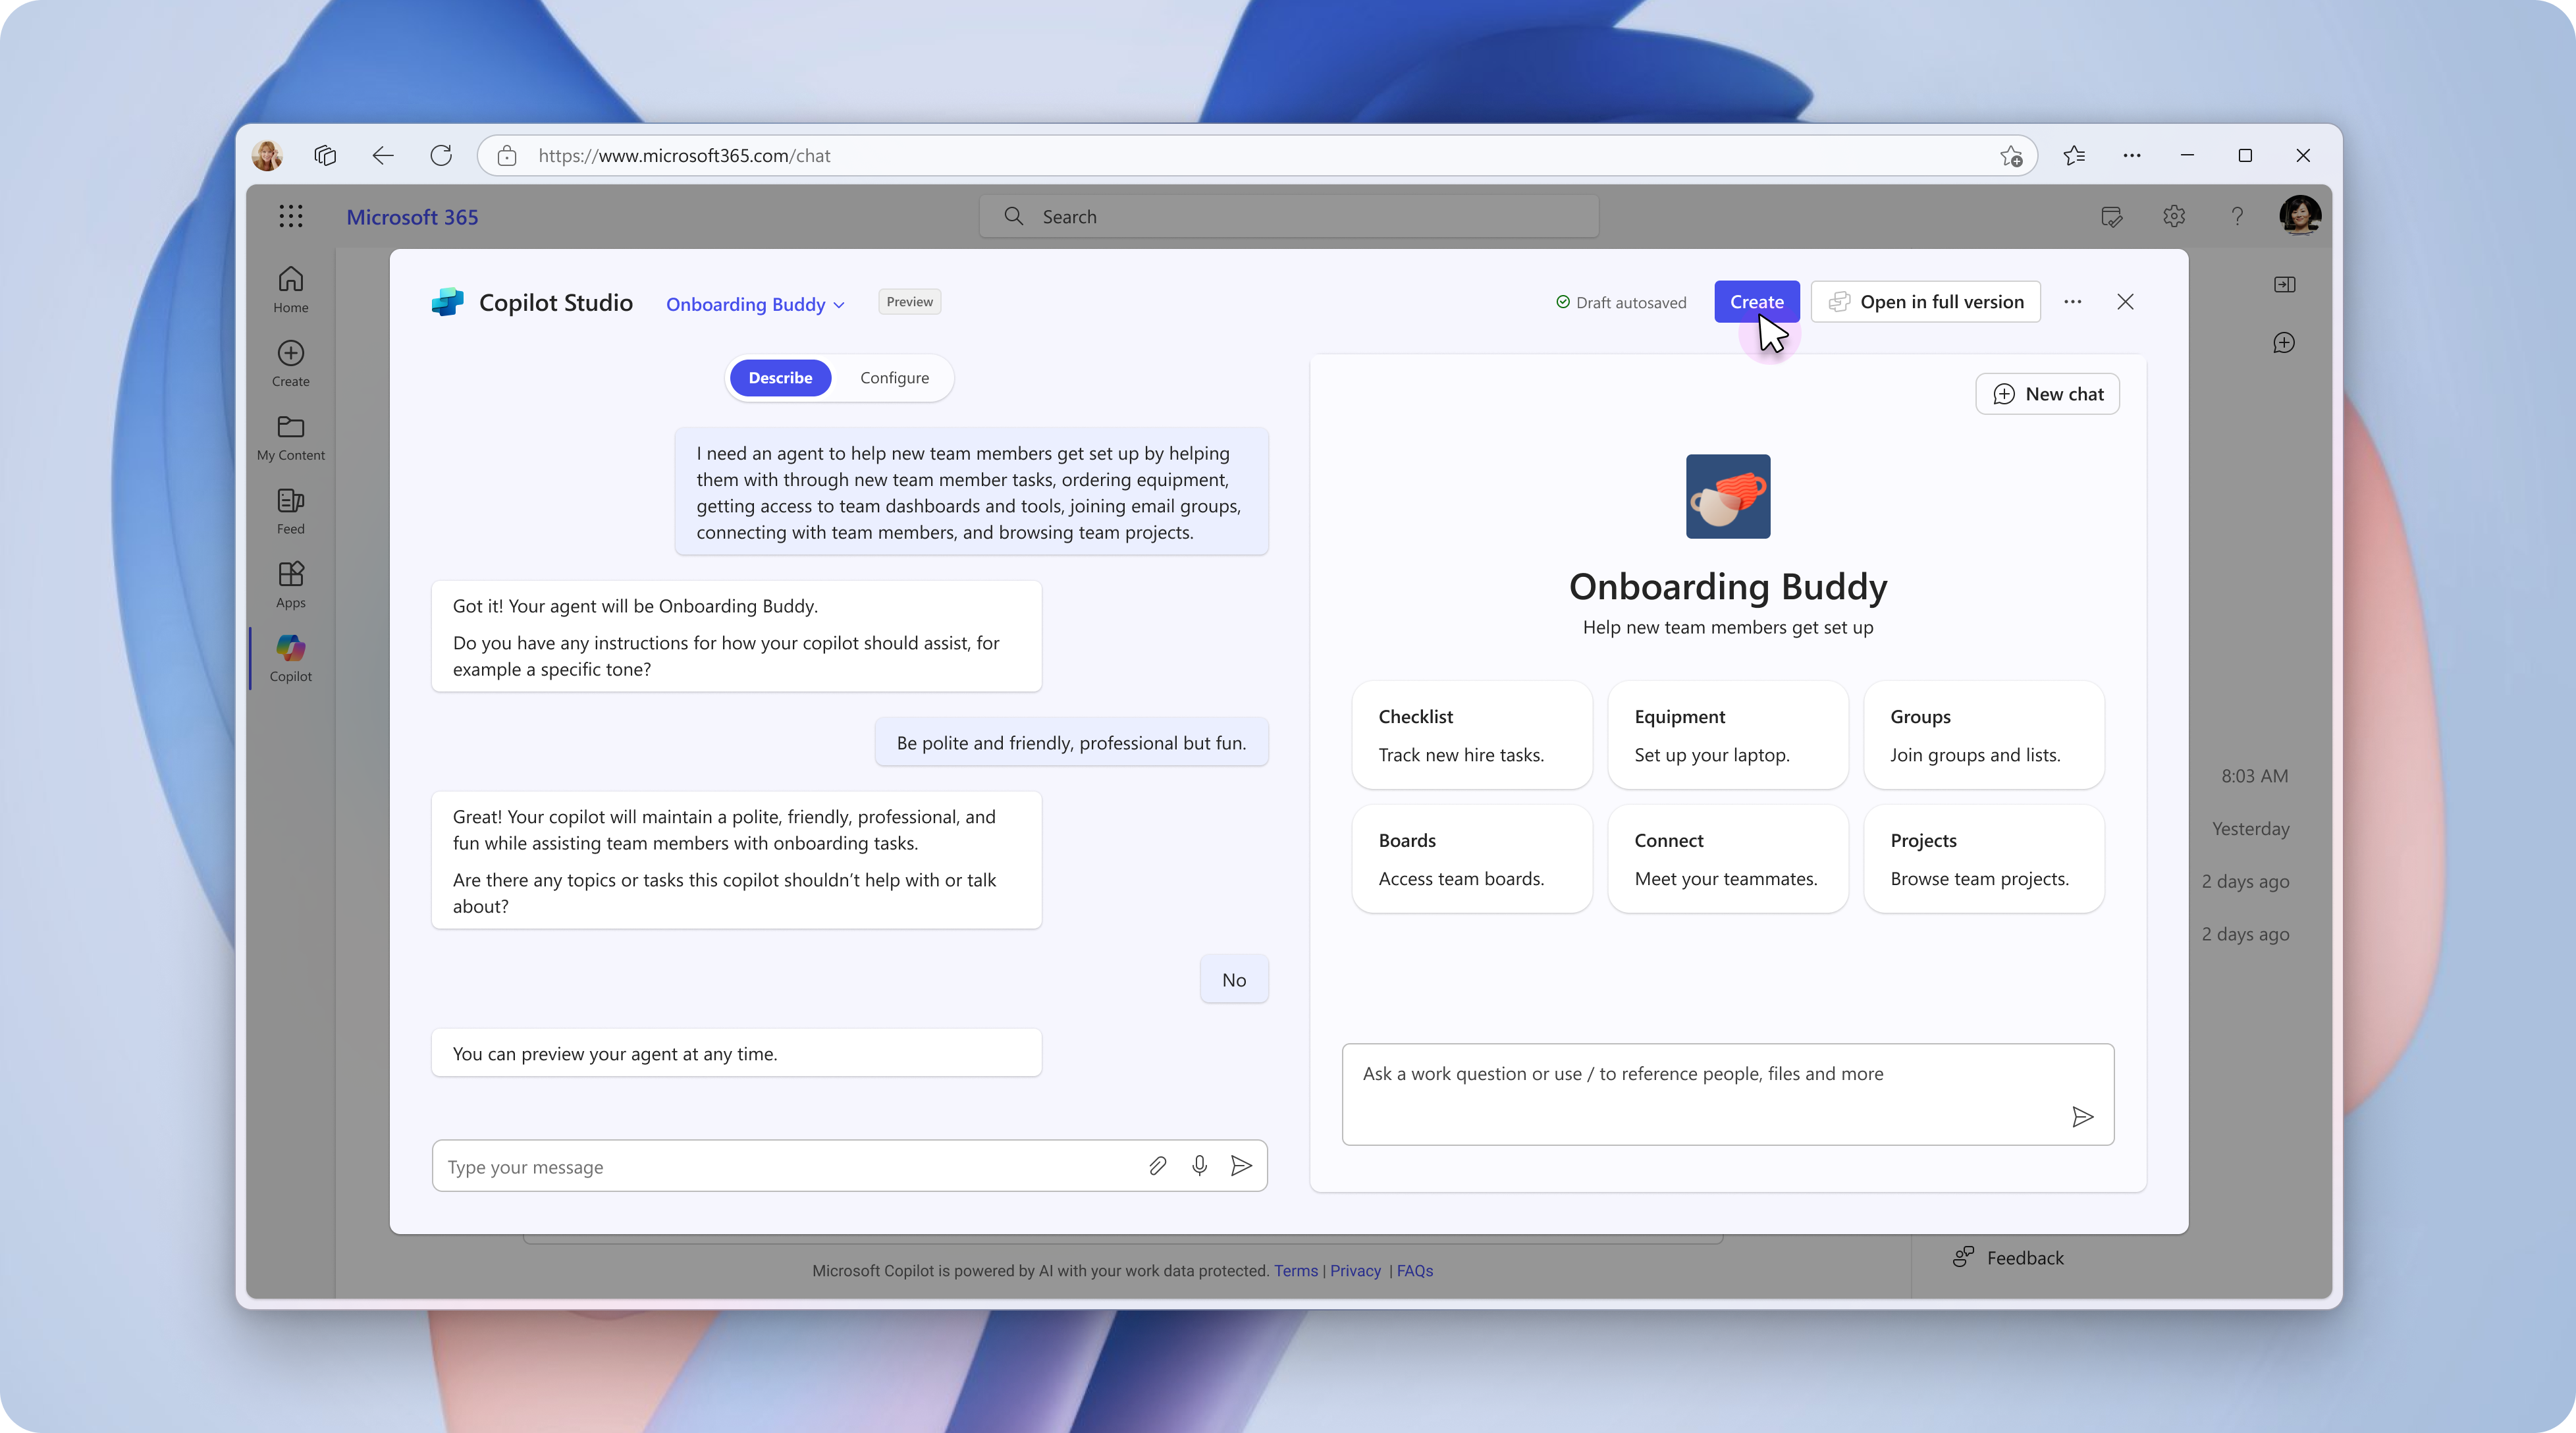 https://www.microsoft365.com/chat
Microsoft 365
Search
Home
Create
My Content
Feed
Apps
Copilot
Copilot Studio
Onboarding Buddy
Preview
Draft autosaved
Create
Open in full version
Describe
Configure
I need an agent to help new team members get set up by helping
them with through new team member tasks, ordering equipment,
getting access to team dashboards and tools, joining email groups,
connecting with team members, and browsing team projects.
Got it! Your agent will be Onboarding Buddy.
Do you have any instructions for how your copilot should assist, for
example a specific tone?
Be polite and friendly, professional but fun.
Great! Your copilot will maintain a polite, friendly, professional, and
fun while assisting team members with onboarding tasks.
Are there any topics or tasks this copilot shouldn't help with or talk
about?
No
You can preview your agent at any time.
Type your message
New chat
Onboarding Buddy
Help new team members get set up
Checklist
Track new hire tasks.
Equipment
Set up your laptop.
Groups
Join groups and lists.
Boards
Access team boards.
Connect
Meet your teammates.
Projects
Browse team projects.
Ask a work question or use / to reference people, files and more
8:03 AM
Yesterday
2 days ago
2 days ago
Microsoft Copilot is powered by AI with your work data protected. Terms | Privacy | FAQs
Feedback